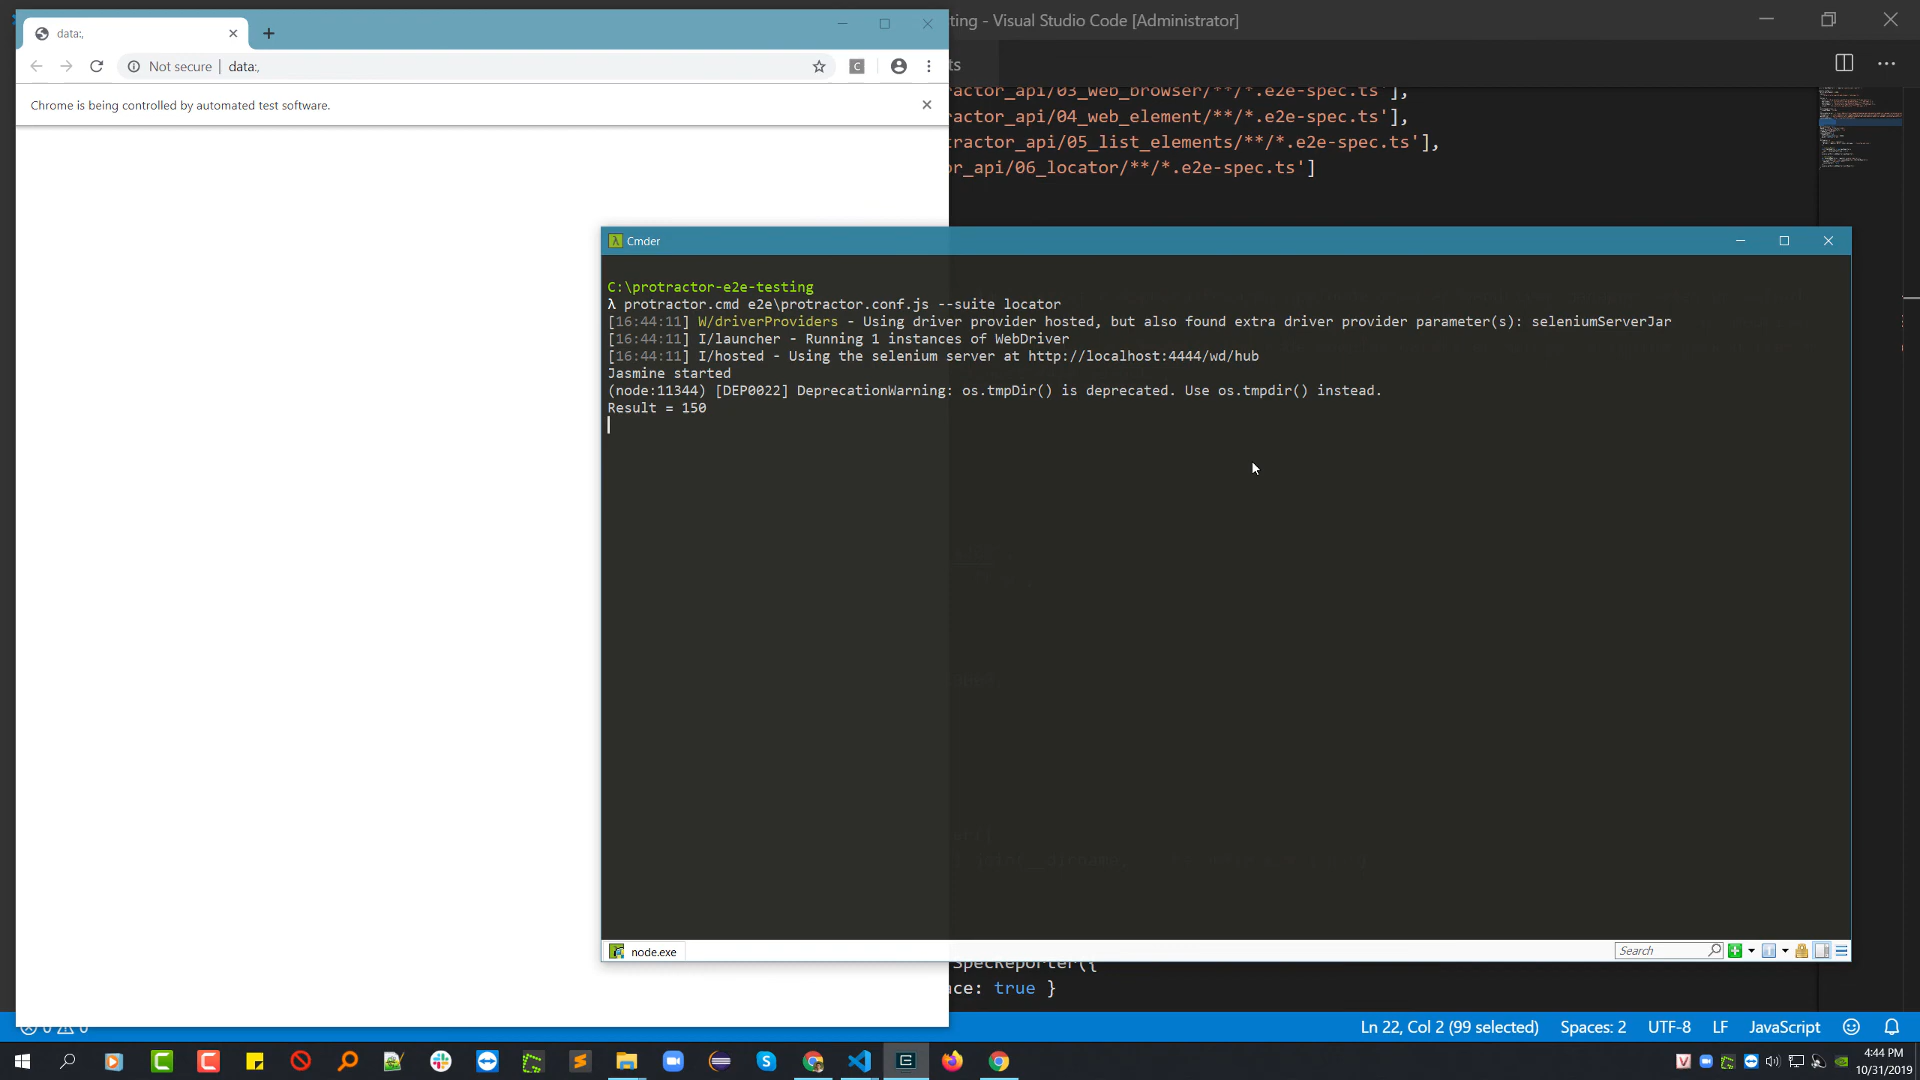 data:,
ting - Visual Studio Code [Administrator]
Not secure
data:,
ts
Chrome is being controlled by automated test software.
actor_api/03_web_browser/**/*.e2e-spec.ts'],
actor_api/04_web_element/**/*.e2e-spec.ts'],
tractor_api/05_list_elements/**/*.e2e-spec.ts'],
or_api/06_locator/**/*.e2e-spec.ts']
Cmder
C:\protractor-e2e-testing
λ protractor.cmd e2e\protractor.conf.js --suite locator
[16:44:11] W/driverProviders - Using driver provider hosted, but also found extra driver provider parameter(s): seleniumServerJar
[16:44:11] I/launcher - Running 1 instances of WebDriver
[16:44:11] I/hosted - Using the selenium server at http://localhost:4444/wd/hub
Jasmine started
(node:11344) [DEP0022] DeprecationWarning: os.tmpDir() is deprecated. Use os.tmpdir() instead.
Result = 150
node.exe
Search
SpecReporter({
ace: true }
Ln 22, Col 2 (99 selected)
Spaces: 2
UTF-8
LF
JavaScript
4:44 PM
10/31/2019